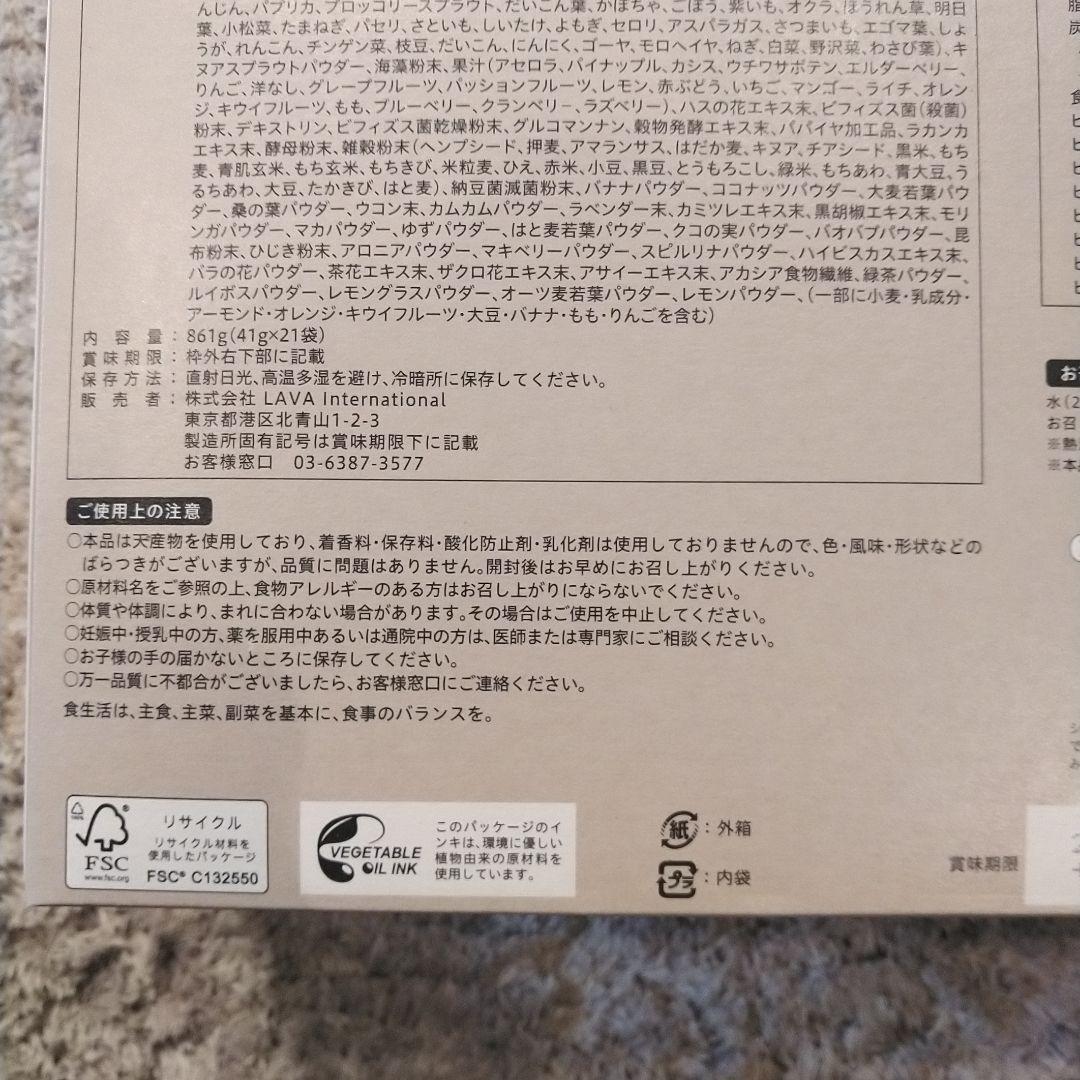 んじん、パプリカ、ブロッコリースプラウト、だいこん葉、かぼちゃ、ごぼう、紫いも、オクラ、ほうれん草、明日
葉、小松菜、たまねぎ、パセリ、さといも、しいたけ、よもぎ、セロリ、アスパラガス、さつまいも、エゴマ葉、しょ
うが、れんこん、チンゲン菜、枝豆、だいこん、にんにく、ゴーヤ、モロヘイヤ、ねぎ、白菜、野沢菜、わさび葉)、キ
ヌアスプラウトパウダー、海藻粉末、果汁(アセロラ、パイナップル、カシス、ウチワサボテン、エルダーベリー、
りんご、洋なし、グレープフルーツ、パッションフルーツ、レモン、赤ぶどう、いちご、マンゴー、ライチ、オレン
ジ、キウイフルーツ、もも、ブルーベリー、クランベリ－、ラズベリー)、ハスの花エキス末、ビフィズス菌(殺菌)
粉末、デキストリン、ビフィズス菌乾燥粉末、グルコマンナン、穀物発酵エキス末、パパイヤ加工品、ラカンカ
エキス末、酵母粉末、雑穀粉末(ヘンプシード、押麦、アマランサス、はだか麦、キヌア、チアシード、黒米、もち
麦、青肌玄米、もち玄米、もちきび、米粒麦、ひえ、赤米、小豆、黒豆、とうもろこし、緑米、もちあわ、青大豆、う
るちあわ、大豆、たかきび、はと麦)、納豆菌滅菌粉末、バナナパウダー、ココナッツパウダー、大麦若葉パウ
ダー、桑の葉パウダー、ウコン末、カムカムパウダー、ラベンダー末、カミツレエキス末、黒胡椒エキス末、モリン
ガパウダー、マカパウダー、ゆずパウダー、はと麦若葉パウダー、クコの実パウダー、バオバブパウダー、昆
布粉末、ひじき粉末、アロニアパウダー、マキベリーパウダー、スピルリナパウダー、ハイビスカスエキス末、
バラの花パウダー、茶花エキス末、ザクロ花エキス末、アサイーエキス末、アカシア食物繊維、緑茶パウダー、
ルイボスパウダー、レモングラスパウダー、オーツ麦若葉パウダー、レモンパウダー、(一部に小麦・乳成分・
アーモンド・オレンジ・キウイフルーツ・大豆・バナナ・もも・りんごを含む)
内容量：861g(41g×21袋)
賞味期限：枠外右下部に記載
保存方法：直射日光、高温多湿を避け、冷暗所に保存してください。
販売者：株式会社 LAVA International
東京都港区北青山1-2-3
製造所固有記号は賞味期限下に記載
お客様窓口 03-6387-3577
ご使用上の注意
○本品は天産物を使用しており、着香料・保存料・酸化防止剤・乳化剤は使用しておりませんので、色・風味・形状などの
ばらつきがございますが、品質に問題はありません。開封後はお早めにお召し上がりください。
○原材料名をご参照の上、食物アレルギーのある方はお召し上がりにならないでください。
○体質や体調により、まれに合わない場合があります。その場合はご使用を中止してください。
○妊娠中・授乳中の方、薬を服用中あるいは通院中の方は、医師または専門家にご相談ください。
○お子様の手の届かないところに保存してください。
○万一品質に不都合がございましたら、お客様窓口にご連絡ください。
食生活は、主食、主菜、副菜を基本に、食事のバランスを。
FSC
www.fsc.org
リサイクル
リサイクル材料を
使用したパッケージ
FSC® C132550
VEGETABLE
OIL INK
このパッケージのイ
ンキは、環境に優しい
植物由来の原材料を
使用しています。
紙：外箱
プラ：内袋
賞味期限
お
水(2
お召
※熱
※本